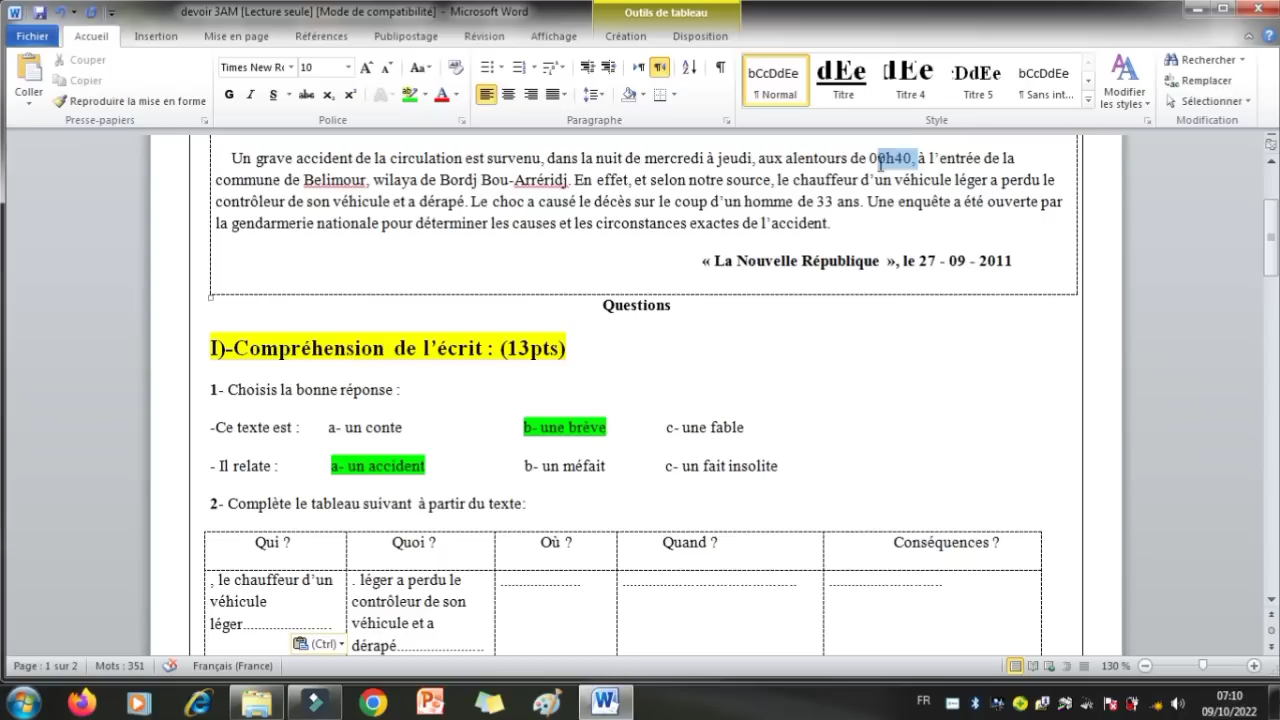 devoir 3AM [Lecture seule] [Mode de compatibilité] - Microsoft Word
Outils de tableau
Fichier Accueil Insertion Mise en page Références Publipostage Révision Affichage Création Disposition
Coller
Couper
Copier
Reproduire la mise en forme
Presse-papiers
Times New R 10
G I S abc
Police
Paragraphe
bCcDdEe
¶ Normal
dEe
Titre
dEe
Titre 4
DdEe
Titre 5
bCcDdEe
¶ Sans int...
Style
Modifier
les styles
Rechercher
Remplacer
Sélectionner
Modification
Un grave accident de la circulation est survenu, dans la nuit de mercredi à jeudi, aux alentours de 00h40, à l’entrée de la
commune de Belimour, wilaya de Bordj Bou-Arréridj. En effet, et selon notre source, le chauffeur d’un véhicule léger a perdu le
contrôleur de son véhicule et a dérapé. Le choc a causé le décès sur le coup d’un homme de 33 ans. Une enquête a été ouverte par
la gendarmerie nationale pour déterminer les causes et les circonstances exactes de l’accident.
« La Nouvelle République », le 27 - 09 - 2011
Questions
I)-Compréhension de l’écrit : (13pts)
1- Choisis la bonne réponse :
-Ce texte est : a- un conte b- une brève c- une fable
- Il relate : a- un accident b- un méfait c- un fait insolite
2- Complète le tableau suivant à partir du texte:
Qui ? Quoi ? Où ? Quand ? Conséquences ?
, le chauffeur d’un
véhicule
léger......................
. léger a perdu le
contrôleur de son
véhicule et a
dérapé.....................
(Ctrl)
Page : 1 sur 2 Mots : 351 Français (France) 130 %
FR
07:10
09/10/2022